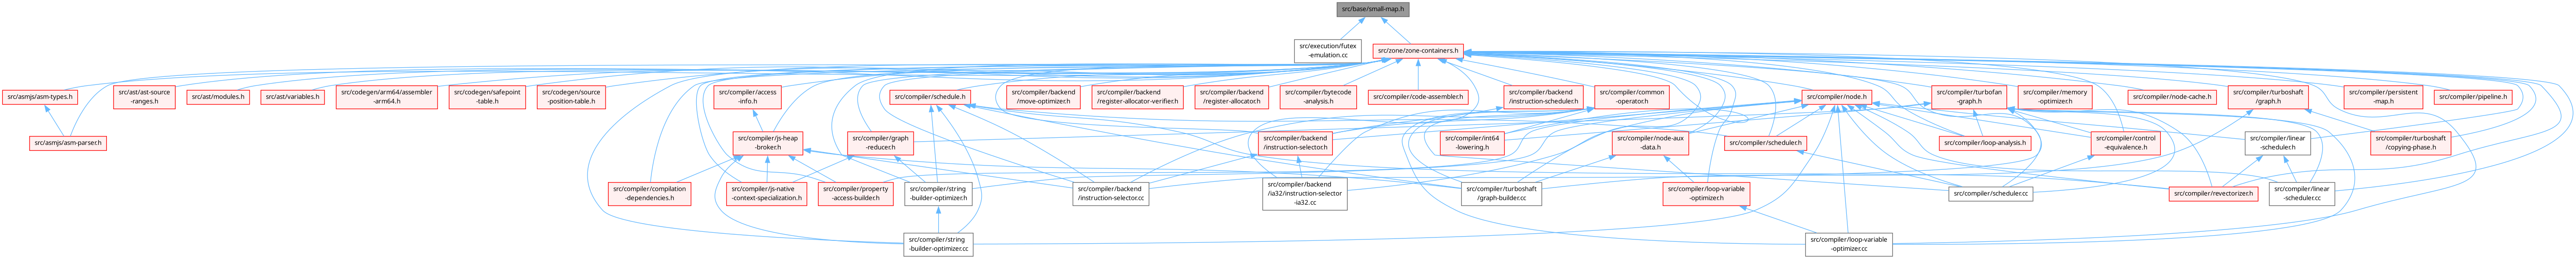 src/base/small-map.h
src/execution/futex
-emulation.cc
src/zone/zone-containers.h
src/asmjs/asm-types.h
src/ast/ast-source
-ranges.h
src/ast/modules.h
src/ast/variables.h
src/codegen/arm64/assembler
-arm64.h
src/codegen/safepoint
-table.h
src/codegen/source
-position-table.h
src/compiler/access
-info.h
src/compiler/schedule.h
src/compiler/backend
/move-optimizer.h
src/compiler/backend
/register-allocator-verifier.h
src/compiler/backend
/register-allocator.h
src/compiler/bytecode
-analysis.h
src/compiler/code-assembler.h
src/compiler/backend
/instruction-scheduler.h
src/compiler/common
-operator.h
src/compiler/node.h
src/compiler/turbofan
-graph.h
src/compiler/memory
-optimizer.h
src/compiler/node-cache.h
src/compiler/turboshaft
/graph.h
src/compiler/persistent
-map.h
src/compiler/pipeline.h
src/asmjs/asm-parser.h
src/compiler/js-heap
-broker.h
src/compiler/graph
-reducer.h
src/compiler/backend
/instruction-selector.h
src/compiler/int64
-lowering.h
src/compiler/node-aux
-data.h
src/compiler/scheduler.h
src/compiler/loop-analysis.h
src/compiler/control
-equivalence.h
src/compiler/linear
-scheduler.h
src/compiler/turboshaft
/copying-phase.h
src/compiler/compilation
-dependencies.h
src/compiler/js-native
-context-specialization.h
src/compiler/property
-access-builder.h
src/compiler/string
-builder-optimizer.h
src/compiler/backend
/instruction-selector.cc
src/compiler/backend
/ia32/instruction-selector
-ia32.cc
src/compiler/turboshaft
/graph-builder.cc
src/compiler/loop-variable
-optimizer.h
src/compiler/scheduler.cc
src/compiler/revectorizer.h
src/compiler/linear
-scheduler.cc
src/compiler/string
-builder-optimizer.cc
src/compiler/loop-variable
-optimizer.cc